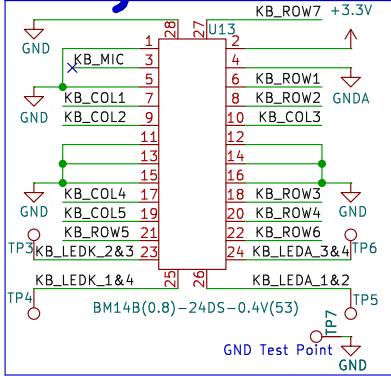 28 27 KB_ROW7 +3.3V
GND U13
1 2
KB_MIC 3 4
5 6 KB_ROW1
GND KB_COL1 7 8 KB_ROW2 GNDA
KB_COL2 9 10 KB_COL3
11 12
13 14
15 16
KB_COL4 17 18 KB_ROW3
GND KB_COL5 19 20 KB_ROW4 GND
KB_ROW5 21 22 KB_ROW6
TP3 KB_LEDK_2&3 23 24 KB_LEDA_3&4 TP6
KB_LEDK_1&4 25 26 KB_LEDA_1&2
TP4 BM14B(0.8)-24DS-0.4V(53) TP5
TP7
GND Test Point
GND